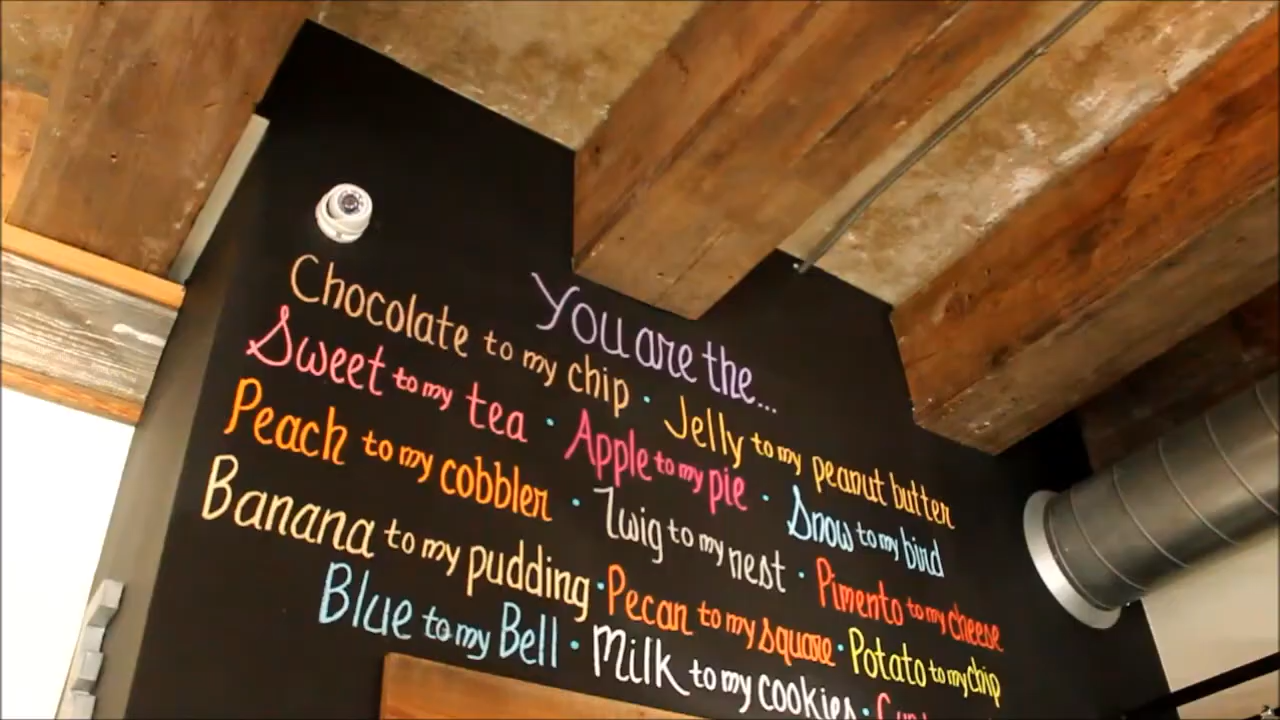 You are the...
Chocolate to my chip · Jelly to my peanut butter
Sweet to my tea · Apple to my pie · Snow to my bird
Peach to my cobbler · Twig to my nest · Pimento to my cheese
Banana to my pudding · Pecan to my square · Potato to my chip
Blue to my Bell · Milk to my cookies ·